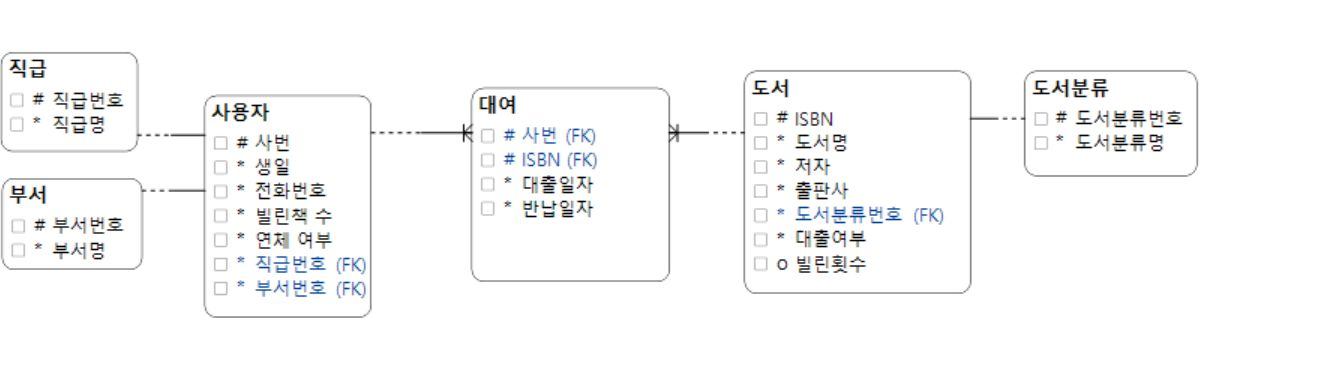 직급
# 직급번호
* 직급명
부서
# 부서번호
* 부서명
사용자
# 사번
* 생일
* 전화번호
* 빌린책 수
* 연체 여부
* 직급번호 (FK)
* 부서번호 (FK)
대여
# 사번 (FK)
# ISBN (FK)
* 대출일자
* 반납일자
도서
# ISBN
* 도서명
* 저자
* 출판사
* 도서분류번호 (FK)
* 대출여부
o 빌린횟수
도서분류
# 도서분류번호
* 도서분류명